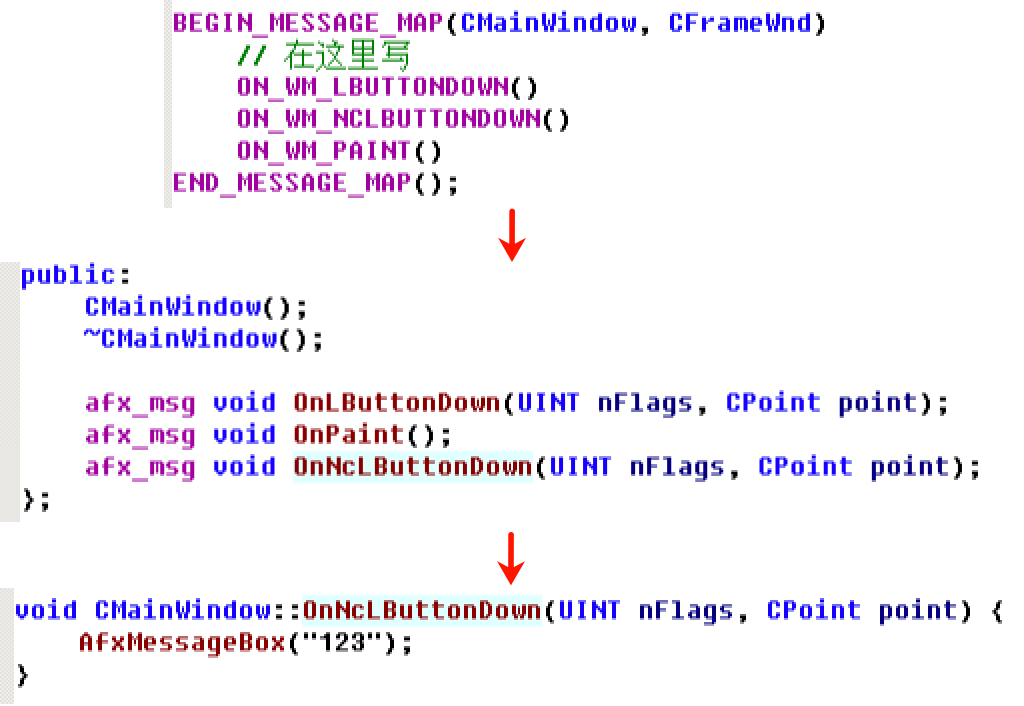 BEGIN_MESSAGE_MAP(CMainWindow, CFrameWnd)
// 在这里写
ON_WM_LBUTTONDOWN()
ON_WM_NCLBUTTONDOWN()
ON_WM_PAINT()
END_MESSAGE_MAP();
public:
CMainWindow();
~CMainWindow();
afx_msg void OnLButtonDown(UINT nFlags, CPoint point);
afx_msg void OnPaint();
afx_msg void OnNcLButtonDown(UINT nFlags, CPoint point);
};
void CMainWindow::OnNcLButtonDown(UINT nFlags, CPoint point) {
AfxMessageBox("123");
}